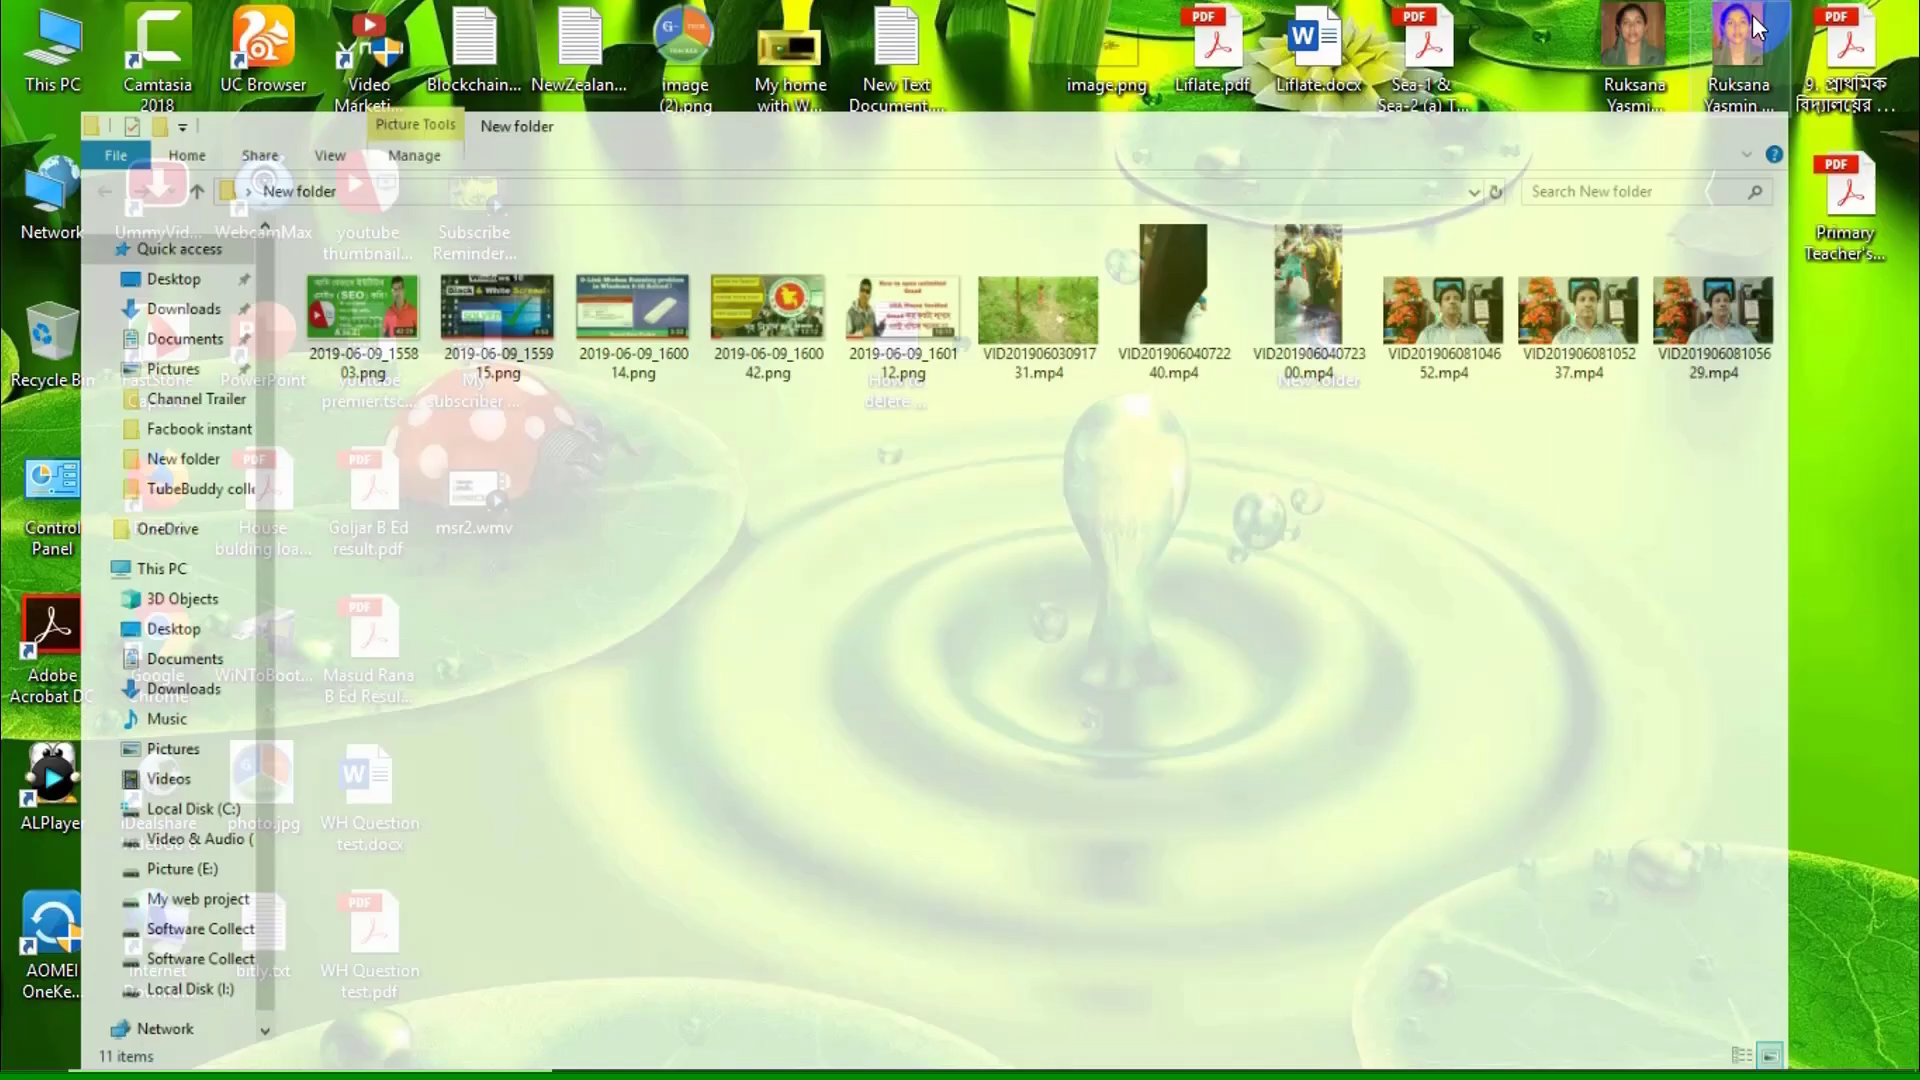 This PC
Camtasia
2018
UC Browser
Video
Marketi...
Blockchain...
NewZealan...
image
(2).png
My home
with W...
New Text
Document...
image.png
Liflate.pdf
Liflate.docx
Sea-1 &
Sea-2 (a) T...
Ruksana
Yasmi...
Ruksana
Yasmin ...
9. প্রাথমিক
বিদ্যালয়ের ...
Picture Tools
New folder
File
Home
Share
View
Manage
New folder
Search New folder
Network
UmmyVid...
WebcamMax
youtube
thumbnail...
Subscribe
Reminder...
Primary
Teacher's...
Quick access
Desktop
Downloads
Documents
Pictures
Channel Trailer
Facbook instant
New folder
TubeBuddy colle
OneDrive
This PC
3D Objects
Desktop
Documents
Downloads
Music
Pictures
Videos
Local Disk (C:)
Video & Audio (
Picture (E:)
My web project
Software Collect
Software Collect
Local Disk (I:)
Network
11 items
2019-06-09_1558
03.png
2019-06-09_1559
15.png
2019-06-09_1600
14.png
2019-06-09_1600
42.png
2019-06-09_1601
12.png
VID201906030917
31.mp4
VID201906040722
40.mp4
VID201906040723
00.mp4
VID201906081046
52.mp4
VID201906081052
37.mp4
VID201906081056
29.mp4
Recycle Bin
FastStone
Capture
PowerPoint
youtube
premier.tsc...
My
subscriber ...
How to
delete ...
New folder
Control
Panel
House
bulding loa...
Goljar B Ed
result.pdf
msr2.wmv
Adobe
Acrobat DC
Google
Chrome
WiNToBoot...
Masud Rana
B Ed Resul...
ALPlayer
photo.jpg
WH Question
test.docx
AOMEI
OneKe...
Internet
bitly.txt
WH Question
test.pdf